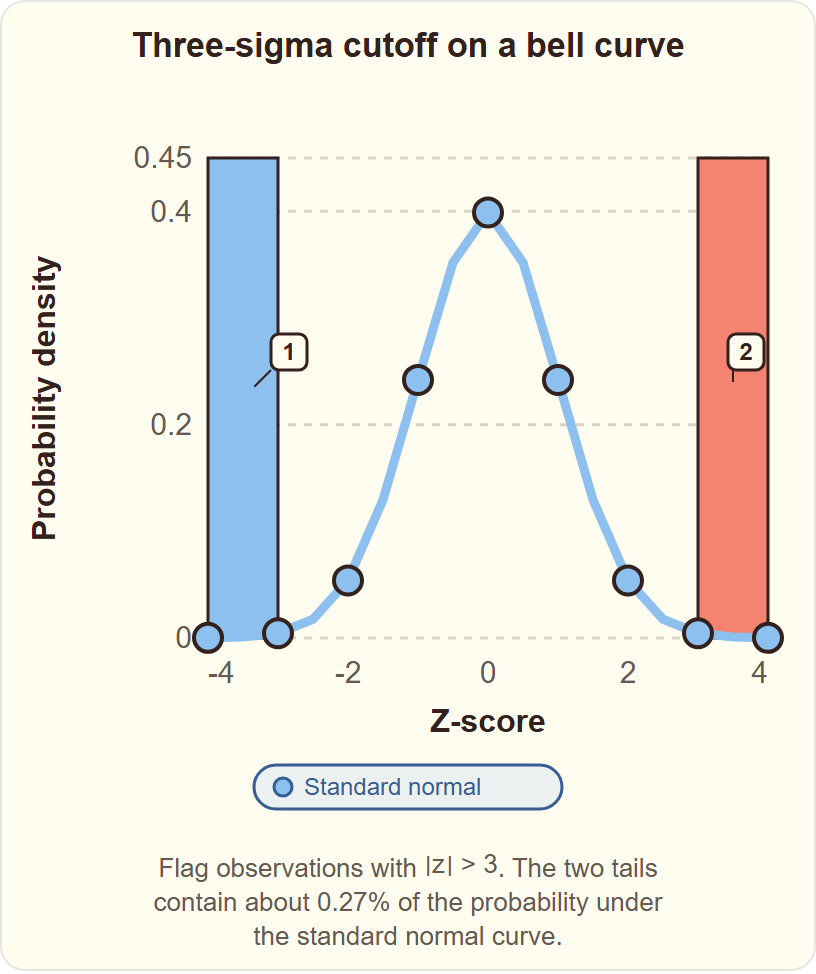 Three-sigma cutoff on a bell curve
0.45
0.4
0.2
0
Probability density
1
2
-4
-2
0
2
4
Z-score
Standard normal
Flag observations with |z| > 3. The two tails
contain about 0.27% of the probability under
the standard normal curve.